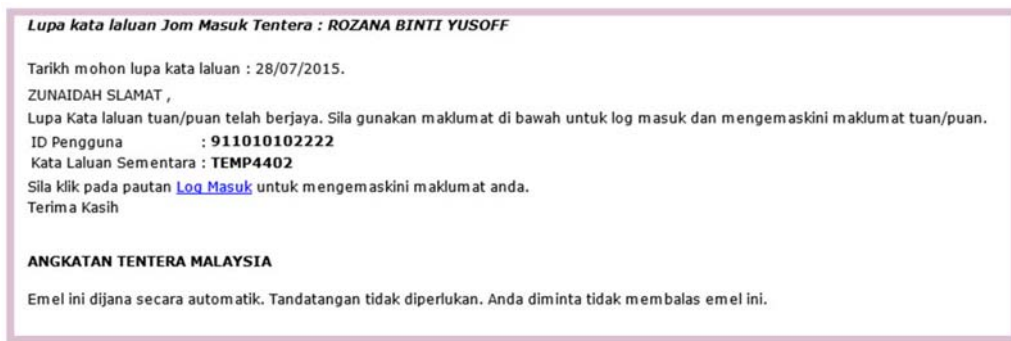 Lupa kata laluan Jom Masuk Tentera : ROZANA BINTI YUSOFF
Tarikh mohon lupa kata laluan : 28/07/2015.
ZUNAIDAH SLAMAT ,
Lupa Kata laluan tuan/puan telah berjaya. Sila gunakan maklumat di bawah untuk log masuk dan mengemaskini maklumat tuan/puan.
ID Pengguna : 911010102222
Kata Laluan Sementara : TEMP4402
Sila klik pada pautan Log Masuk untuk mengemaskini maklumat anda.
Terima Kasih
ANGKATAN TENTERA MALAYSIA
Emel ini dijana secara automatik. Tandatangan tidak diperlukan. Anda diminta tidak membalas emel ini.